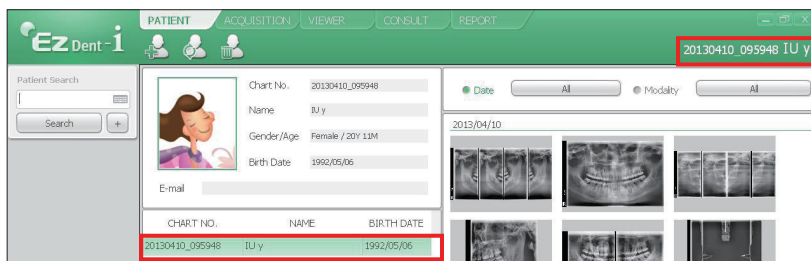 PATIENT ACQUISITION VIEWER CONSULT REPORT
Ez Dent-i
20130410_095948 IU y
Patient Search
Search +
Chart No. 20130410_095948
Name IU y
Gender/Age Female / 20Y 11M
Birth Date 1992/05/06
E-mail
CHART NO. NAME BIRTH DATE
20130410_095948 IU y 1992/05/06
Date All Modality All
2013/04/10